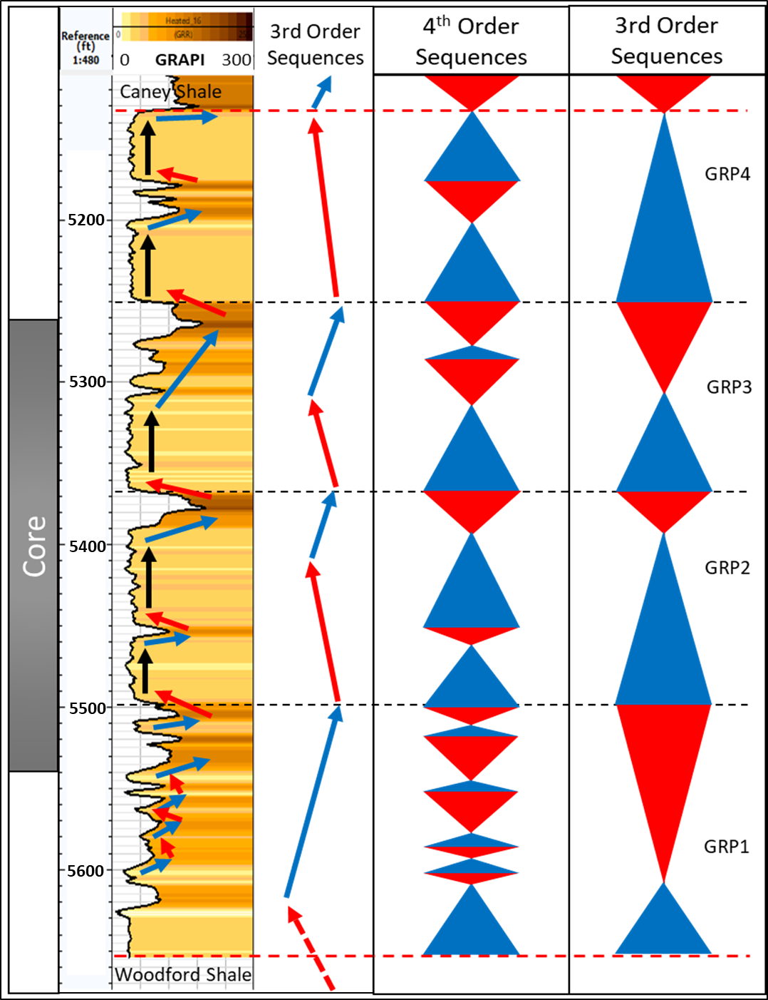 Reference
(ft)
1:480
Heated_16
0 (GRR) 25
0 GRAPI 300
3rd Order
Sequences
4th Order
Sequences
3rd Order
Sequences
Caney Shale
GRP4
5200
5300
GRP3
Core
5400
GRP2
5500
GRP1
5600
Woodford Shale